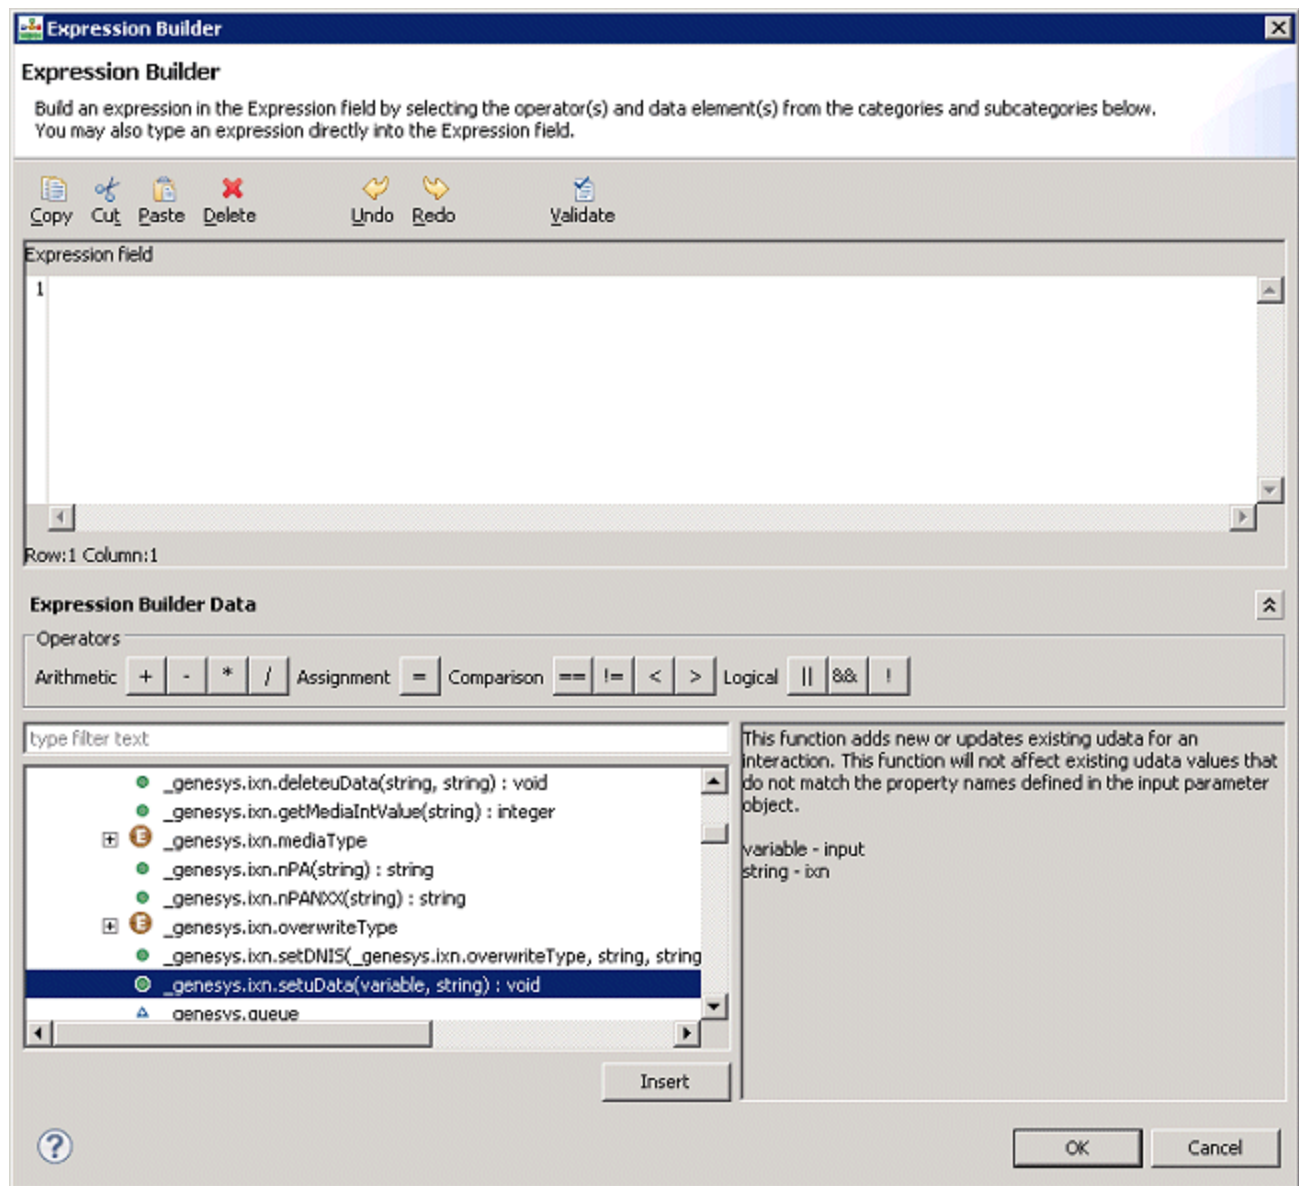 Expression Builder
Expression Builder
Build an expression in the Expression field by selecting the operator(s) and data element(s) from the categories and subcategories below.
You may also type an expression directly into the Expression field.
Copy Cut Paste Delete Undo Redo Validate
Expression field
1
Row:1 Column:1
Expression Builder Data
Operators
Arithmetic + - * / Assignment = Comparison == != < > Logical || && !
type filter text
_genesys.ixn.deleteuData(string, string) : void
_genesys.ixn.getMediaIntValue(string) : integer
_genesys.ixn.mediaType
_genesys.ixn.nPA(string) : string
_genesys.ixn.nPANXX(string) : string
_genesys.ixn.overwriteType
_genesys.ixn.setDNIS(_genesys.ixn.overwriteType, string, string
_genesys.ixn.setuData(variable, string) : void
_genesys.queue
This function adds new or updates existing udata for an
interaction. This function will not affect existing udata values that
do not match the property names defined in the input parameter
object.
variable - input
string - ixn
Insert
OK Cancel